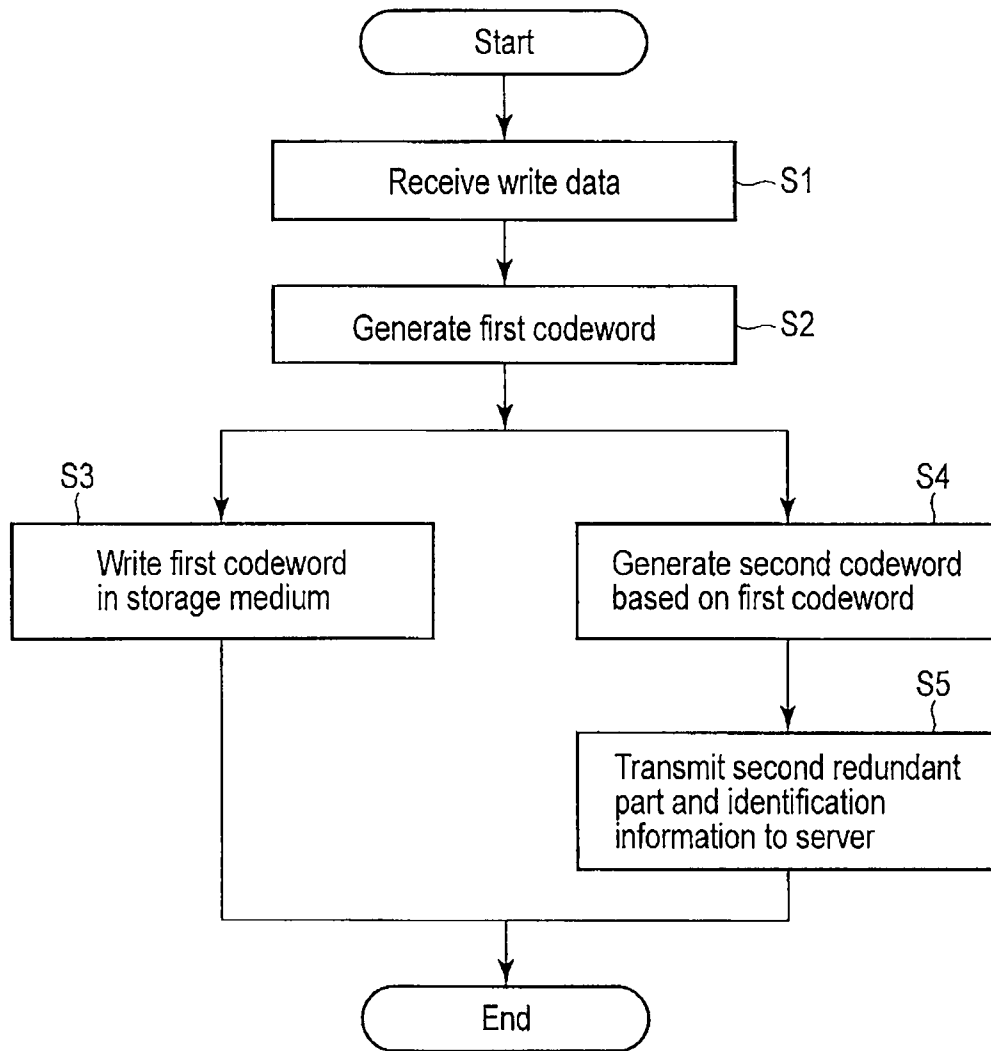 Start
Receive write data
S1
Generate first codeword
S2
S3
Write first codeword
in storage medium
S4
Generate second codeword
based on first codeword
S5
Transmit second redundant
part and identification
information to server
End